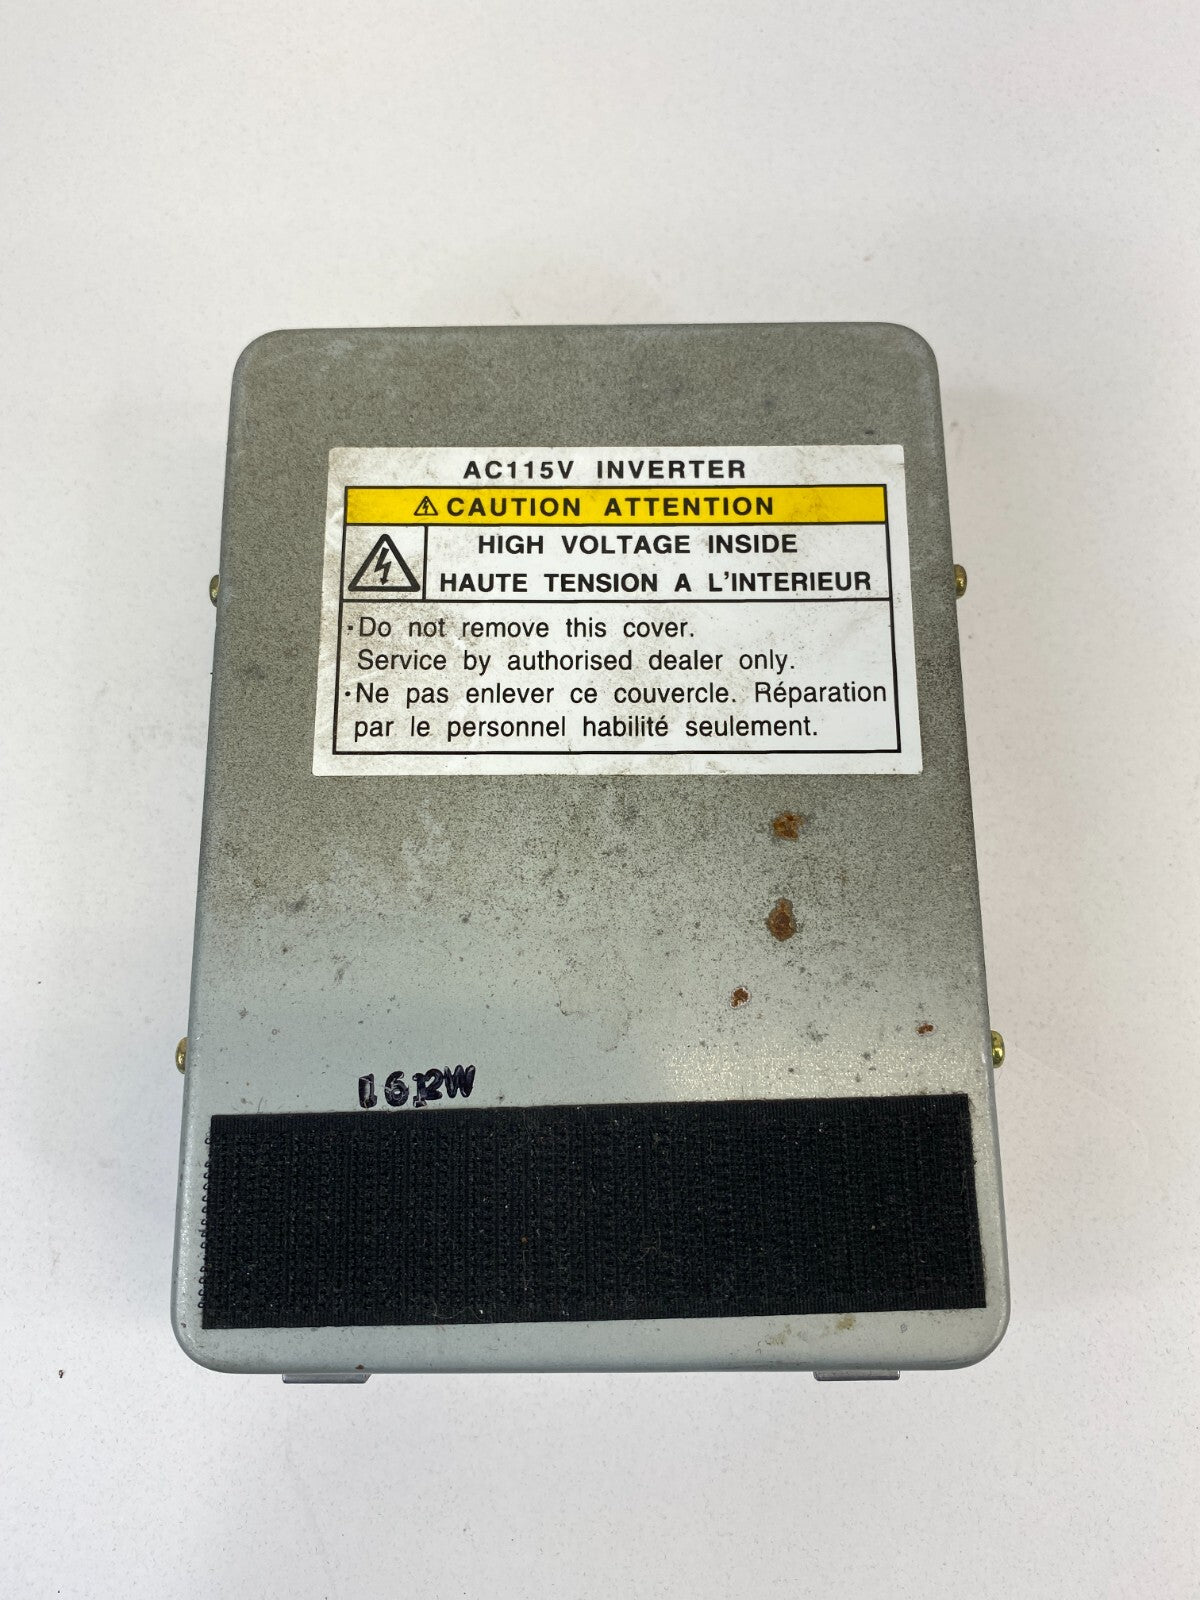 AC115V INVERTER
CAUTION ATTENTION
HIGH VOLTAGE INSIDE
HAUTE TENSION A L'INTERIEUR
·Do not remove this cover.
Service by authorised dealer only.
·Ne pas enlever ce couvercle. Réparation
par le personnel habilité seulement.